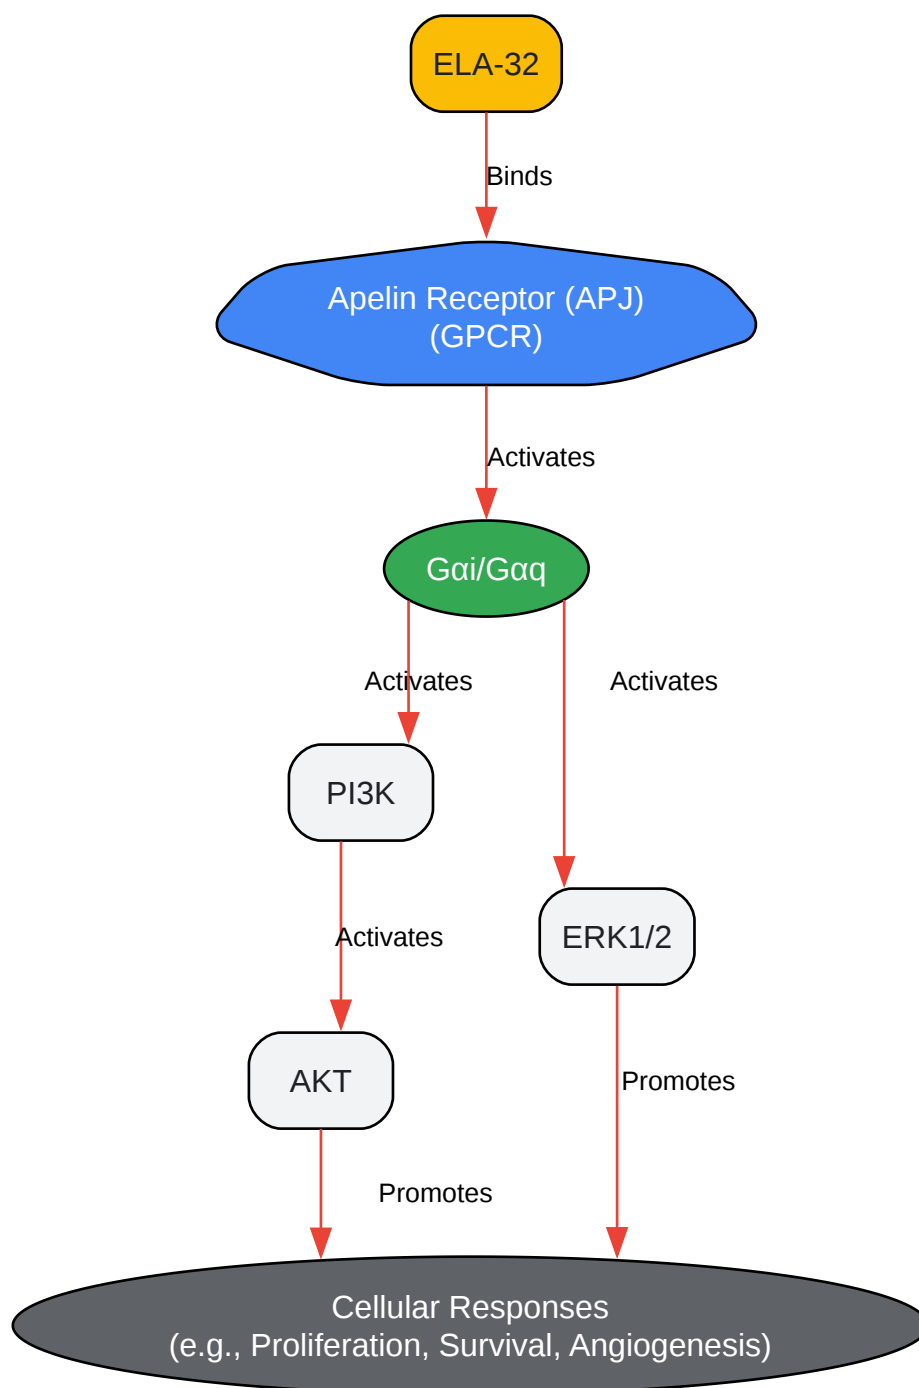 ELA-32
Binds
Apelin Receptor (APJ)
(GPCR)
Activates
Gαi/Gαq
Activates
Activates
PI3K
Activates
ERK1/2
AKT
Promotes
Promotes
Cellular Responses
(e.g., Proliferation, Survival, Angiogenesis)